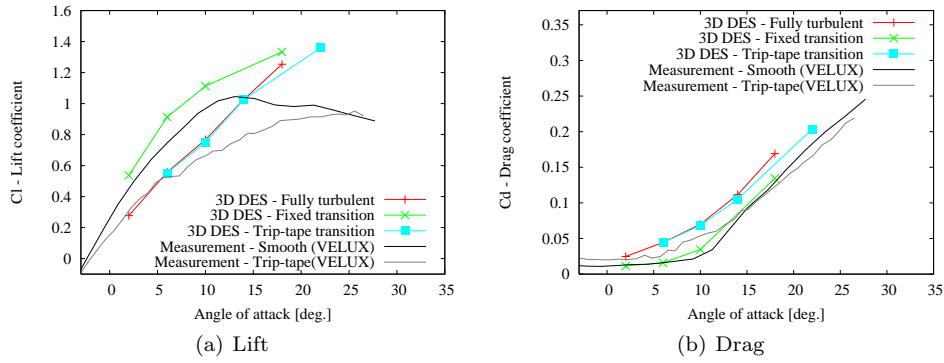 1.6
1.4
1.2
1
0.8
0.6
0.4
0.2
0
Cl - Lift coefficient
3D DES - Fully turbulent
3D DES - Fixed transition
3D DES - Trip-tape transition
Measurement - Smooth (VELUX)
Measurement - Trip-tape(VELUX)
0 5 10 15 20 25 30 35
Angle of attack [deg.]
(a) Lift
0.35
0.3
0.25
0.2
0.15
0.1
0.05
0
Cd - Drag coefficient
3D DES - Fully turbulent
3D DES - Fixed transition
3D DES - Trip-tape transition
Measurement - Smooth (VELUX)
Measurement - Trip-tape(VELUX)
0 5 10 15 20 25 30 35
Angle of attack [deg.]
(b) Drag